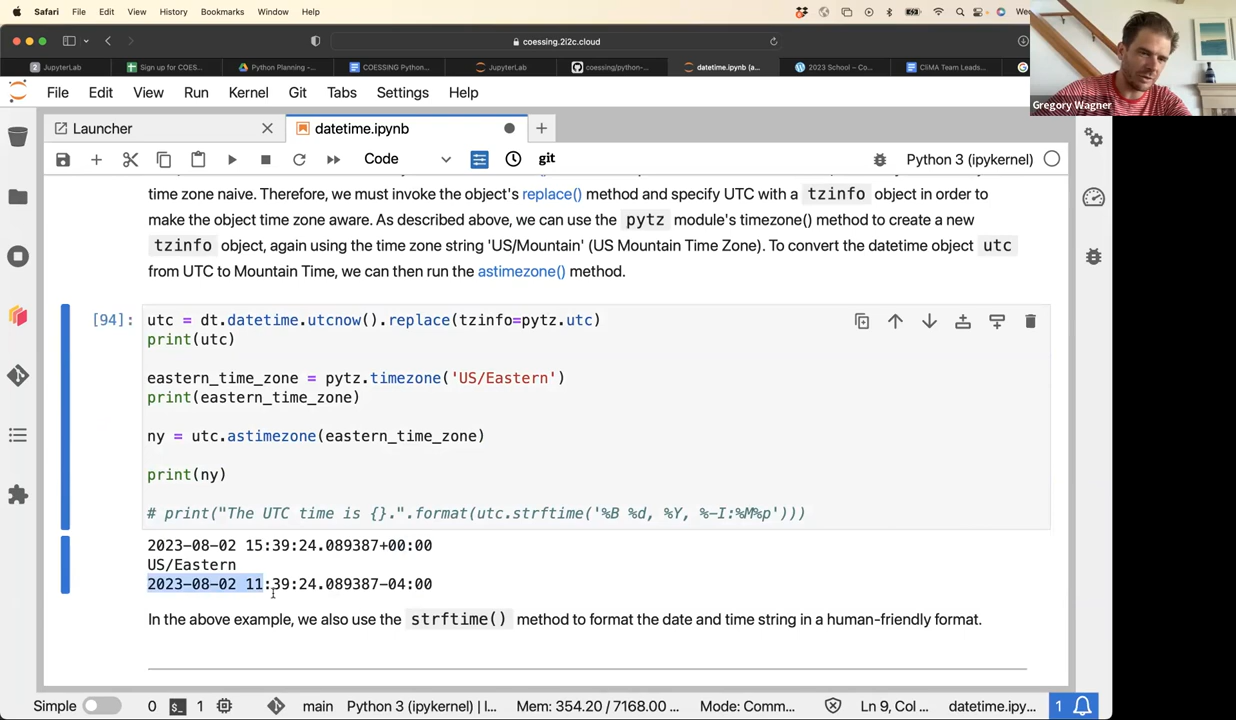 Safari File Edit View History Bookmarks Window Help
coessing.2i2c.cloud
JupyterLab Sign up for COES... Python Planning -... COESSING Python... JupyterLab coessing/python-... datetime.ipynb (a... 2023 School – Co... CliMA Team Leads...
Gregory Wagner
File Edit View Run Kernel Git Tabs Settings Help
Launcher datetime.ipynb
Code git Python 3 (ipykernel)
time zone naive. Therefore, we must invoke the object's replace() method and specify UTC with a tzinfo object in order to
make the object time zone aware. As described above, we can use the pytz module's timezone() method to create a new
tzinfo object, again using the time zone string 'US/Mountain' (US Mountain Time Zone). To convert the datetime object utc
from UTC to Mountain Time, we can then run the astimezone() method.
[94]: utc = dt.datetime.utcnow().replace(tzinfo=pytz.utc)
print(utc)
eastern_time_zone = pytz.timezone('US/Eastern')
print(eastern_time_zone)
ny = utc.astimezone(eastern_time_zone)
print(ny)
# print("The UTC time is {}.".format(utc.strftime('%B %d, %Y, %-I:%M%p')))
2023-08-02 15:39:24.089387+00:00
US/Eastern
2023-08-02 11:39:24.089387-04:00
In the above example, we also use the strftime() method to format the date and time string in a human-friendly format.
Simple 0 1 main Python 3 (ipykernel) | I... Mem: 354.20 / 7168.00 ... Mode: Comm... Ln 9, Col ... datetime.ipy... 1